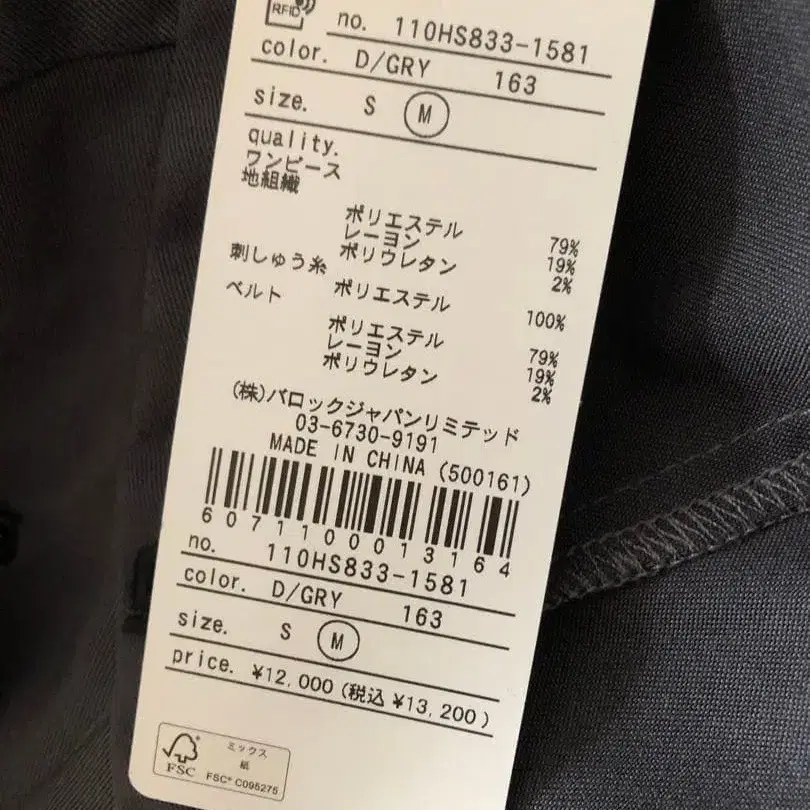 RFID
no. 110HS833-1581
color. D/GRY 163
size. S M
quality.
ワンピース
地組織
ポリエステル 79%
レーヨン 19%
ポリウレタン 2%
刺しゅう糸
ポリエステル 100%
ベルト
ポリエステル 79%
レーヨン 19%
ポリウレタン 2%
(株)バロックジャパンリミテッド
03-6730-9191
MADE IN CHINA (500161)
6071100013164
no. 110HS833-1581
color. D/GRY 163
size. S M
price. ¥12,000 (税込 ¥13,200)
FSC
ミックス
紙
FSC® C095275